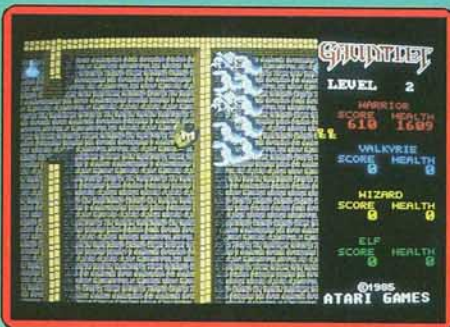 GAUNTLET
LEVEL 2
WARRIOR
SCORE HEALTH
610 1609
VALKYRIE
SCORE HEALTH
0 0
WIZARD
SCORE HEALTH
0 0
ELF
SCORE HEALTH
0 0
©1985
ATARI GAMES